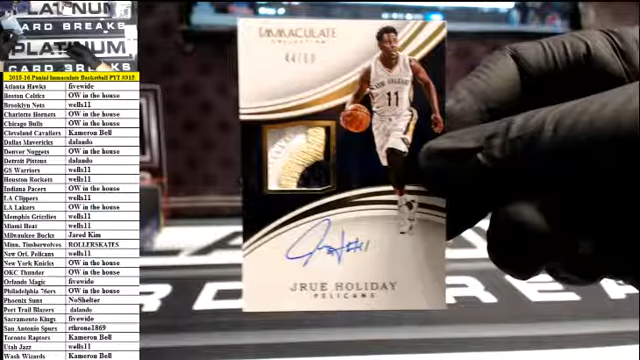 PLATINUM
CARD BREAKS
PLATINUM
CARD BREAKS
2015-16 Panini Immaculate Basketball PYT #315
Atlanta Hawks fivewide
Boston Celtics OW in the house
Brooklyn Nets wells11
Charlotte Hornets OW in the house
Chicago Bulls OW in the house
Cleveland Cavaliers Kameron Bell
Dallas Mavericks dalando
Denver Nuggets OW in the house
Detroit Pistons dalando
GS Warriors wells11
Houston Rockets wells11
Indiana Pacers OW in the house
LA Clippers wells11
LA Lakers OW in the house
Memphis Grizzlies wells11
Miami Heat wells11
Milwaukee Bucks Jared Kim
Minn. Timberwolves ROLLERSKATES
New Orl. Pelicans wells11
New York Knicks OW in the house
OKC Thunder OW in the house
Orlando Magic fivewide
Philadelphia 76ers OW in the house
Phoenix Suns NoShelter
Port Trail Blazers dalando
Sacramento Kings fivewide
San Antonio Spurs rthrone1869
Toronto Raptors Kameron Bell
Utah Jazz wells11
Wash Wizards Kameron Bell
IMMACULATE
COLLECTION
NEW ORLEANS
11
JRUE HOLIDAY
PELICANS
CARD BREAKS